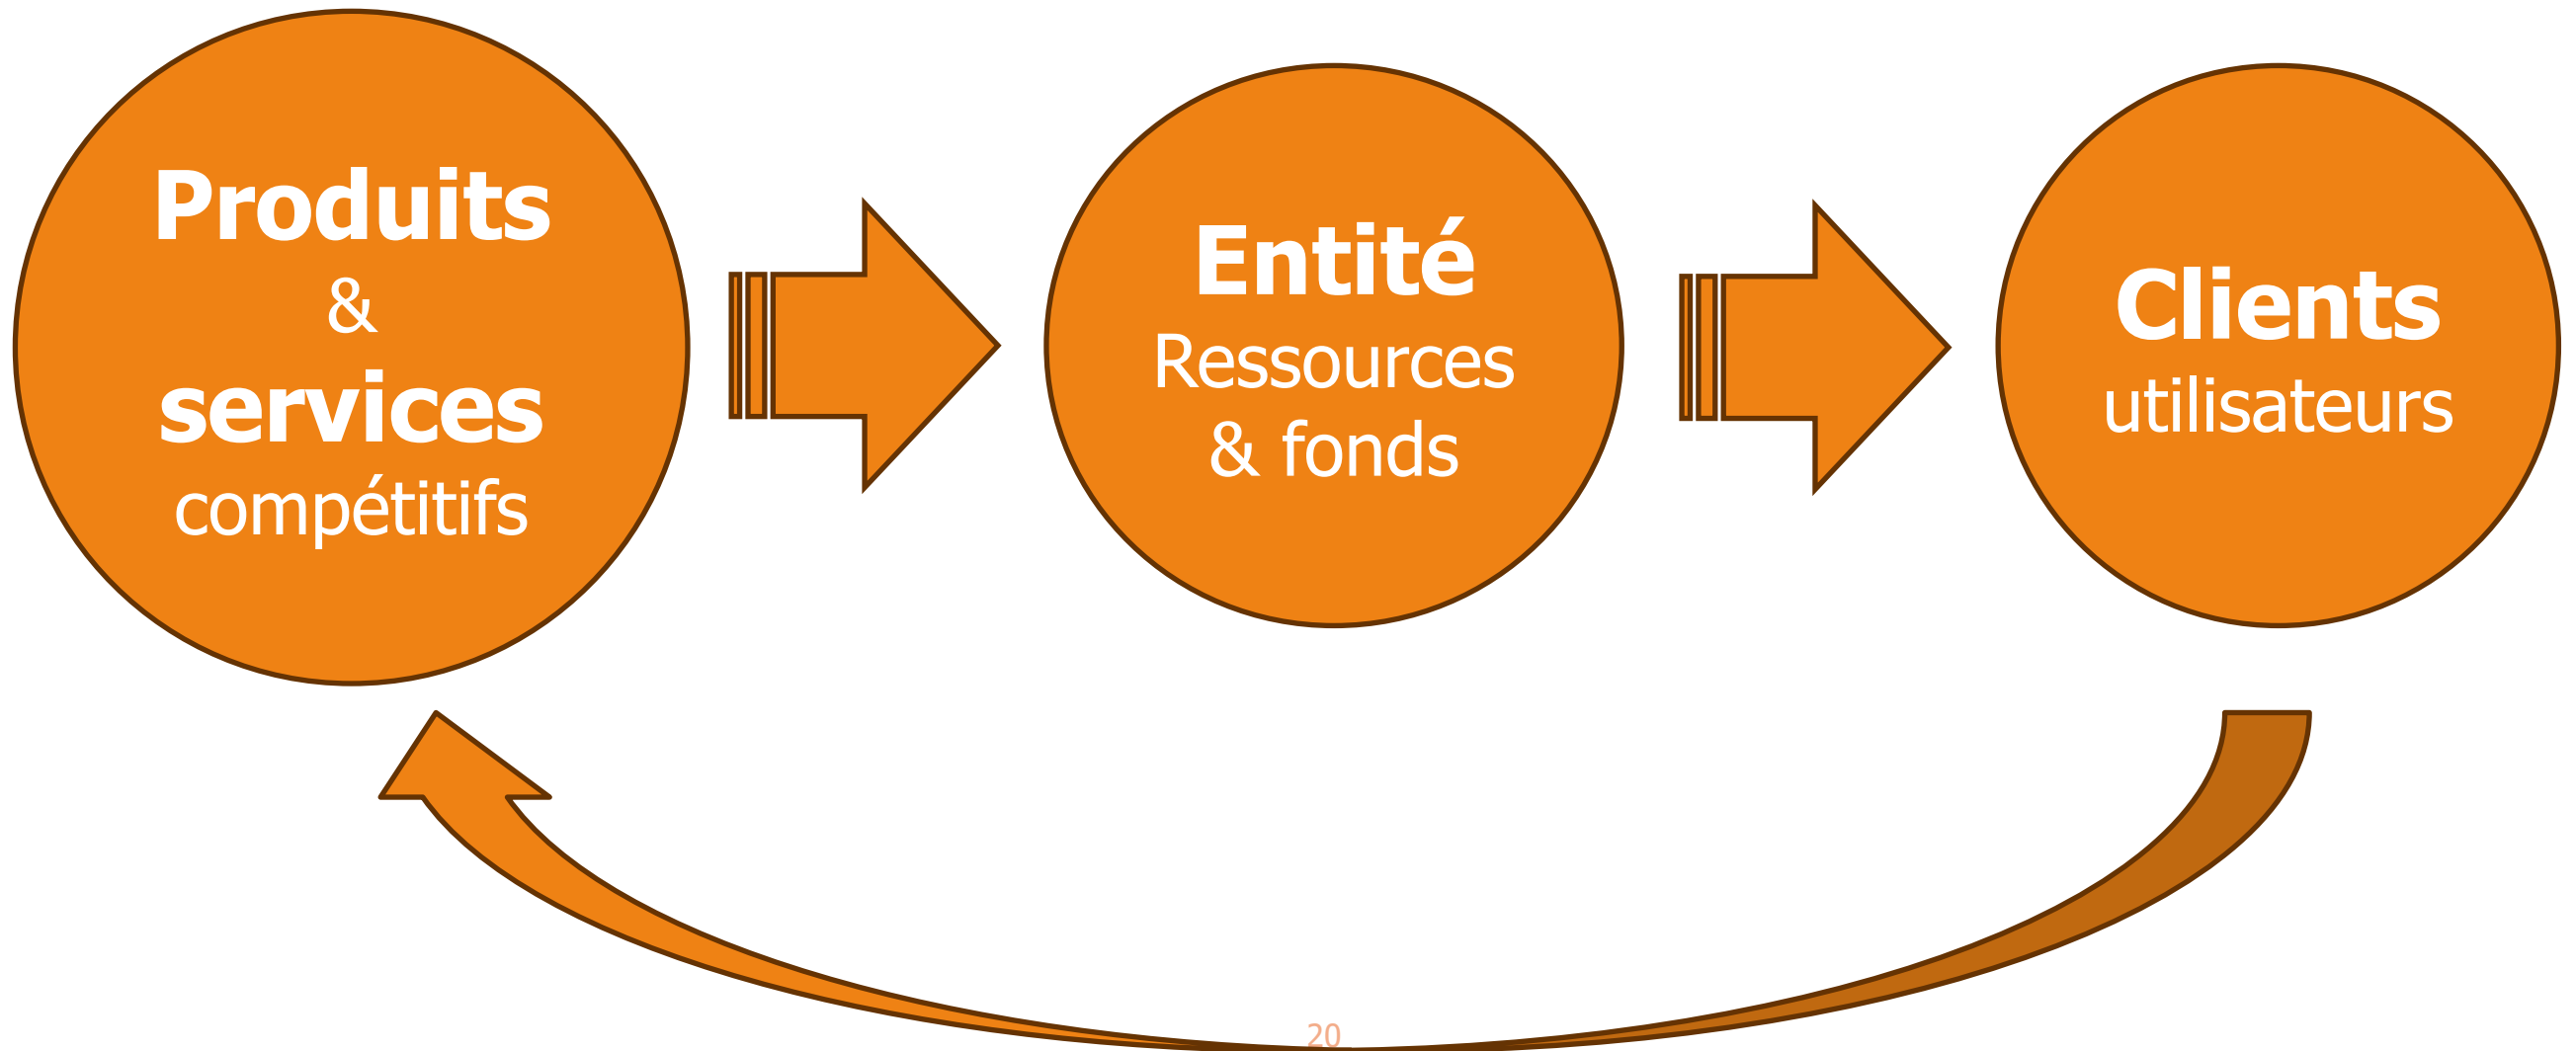 Produits
&
services
compétitifs
Entité
Ressources
& fonds
Clients
utilisateurs
20